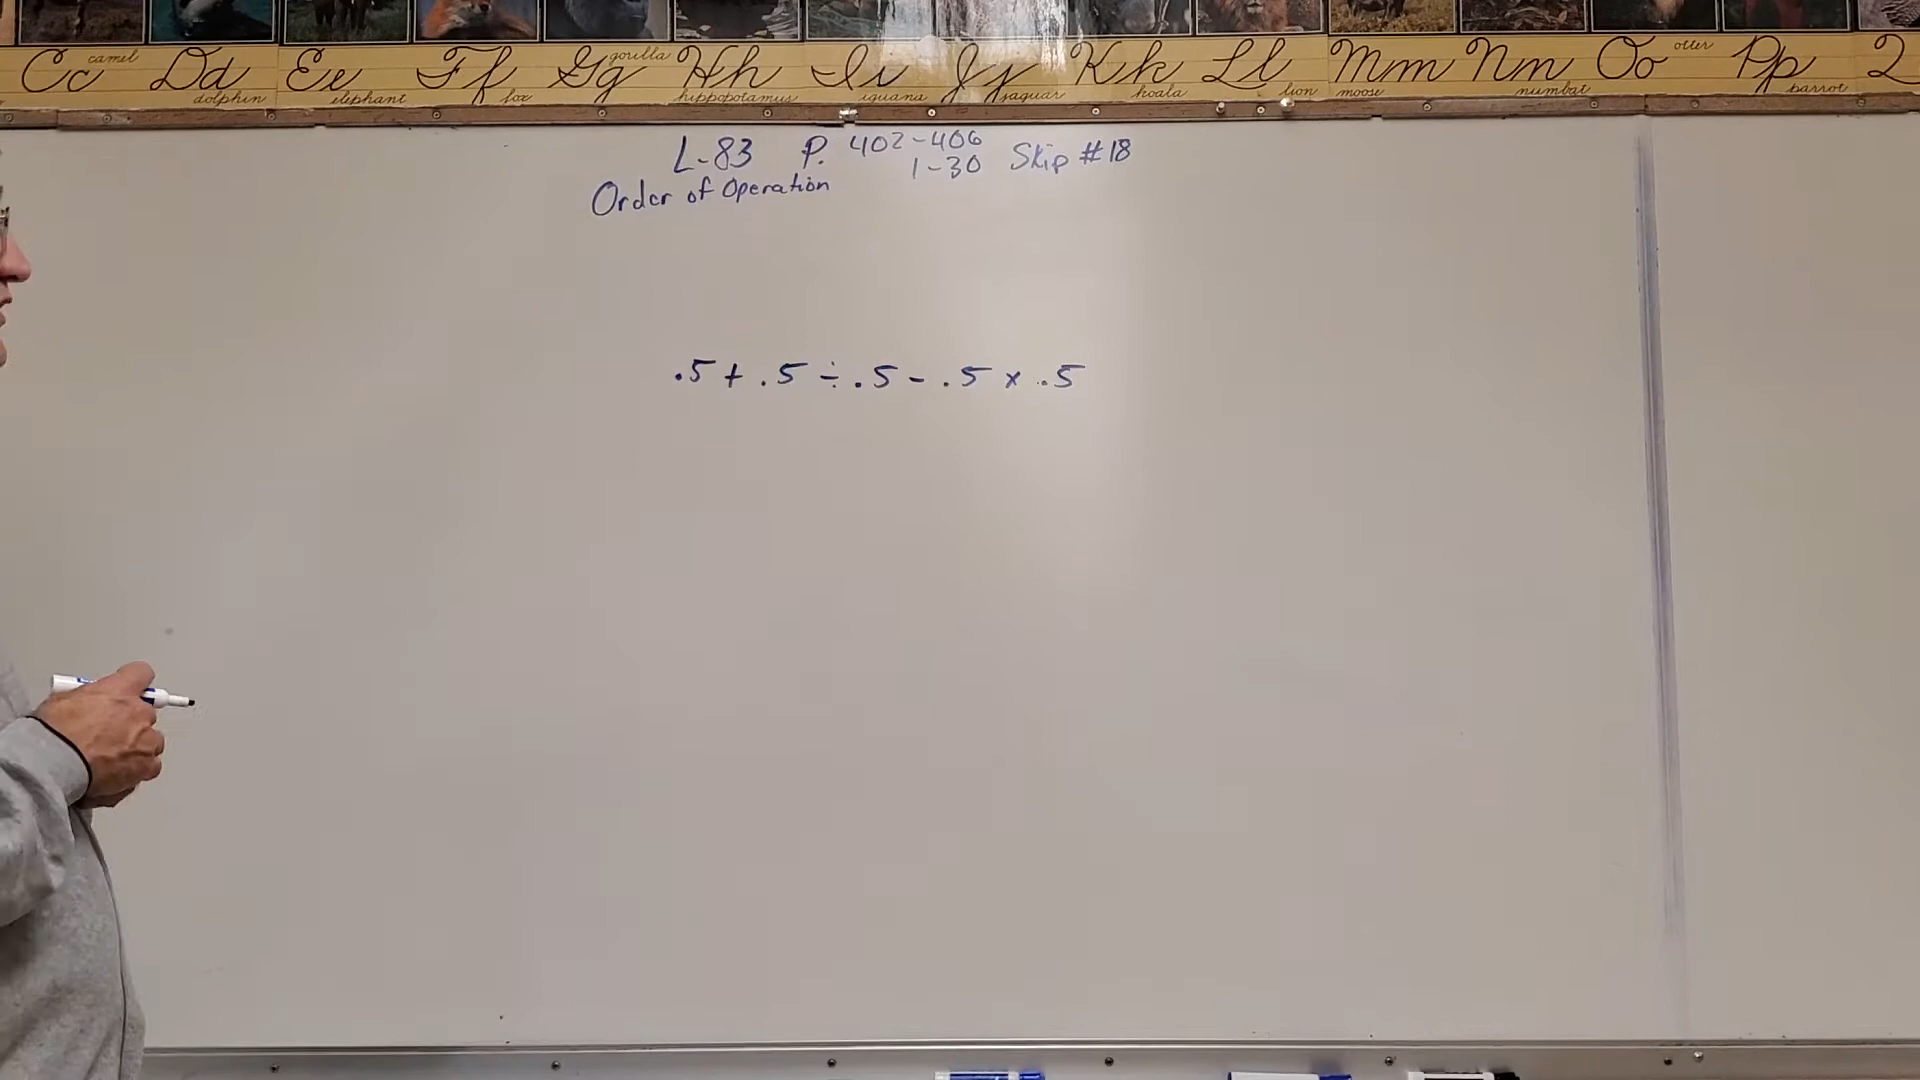 Cc camel Dd dolphin Ee elephant Ff fox Gg gorilla Hh hippopotamus Ii iguana Jj jaguar Kk koala Ll lion Mm moose Nn numbat Oo otter Pp parrot Q
L-83 P. 402-406
1-30 Skip #18
Order of Operation
.5 + .5 ÷ .5 - .5 x .5